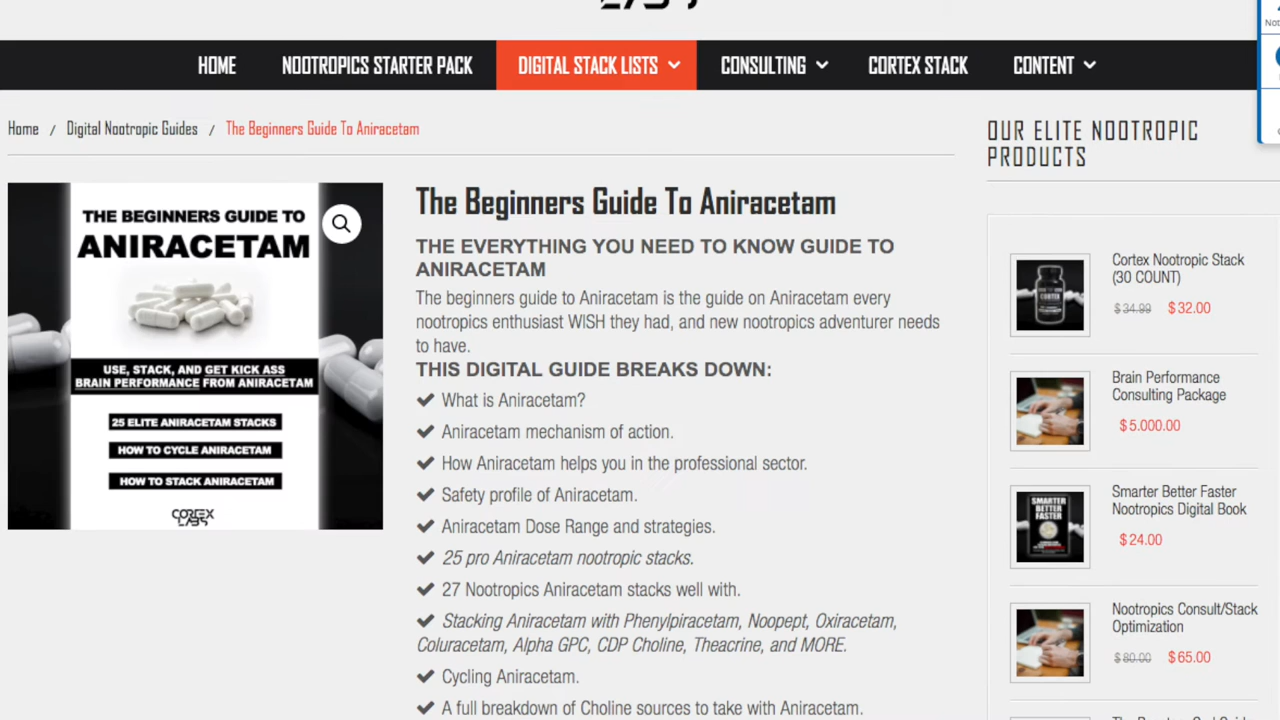 HOME
NOOTROPICS STARTER PACK
DIGITAL STACK LISTS
CONSULTING
CORTEX STACK
CONTENT
Home / Digital Nootropic Guides / The Beginners Guide To Aniracetam
THE BEGINNERS GUIDE TO
ANIRACETAM
USE, STACK, AND GET KICK ASS
BRAIN PERFORMANCE FROM ANIRACETAM
25 ELITE ANIRACETAM STACKS
HOW TO CYCLE ANIRACETAM
HOW TO STACK ANIRACETAM
CORTEX
LABS
The Beginners Guide To Aniracetam
THE EVERYTHING YOU NEED TO KNOW GUIDE TO
ANIRACETAM
The beginners guide to Aniracetam is the guide on Aniracetam every
nootropics enthusiast WISH they had, and new nootropics adventurer needs
to have.
THIS DIGITAL GUIDE BREAKS DOWN:
✔ What is Aniracetam?
✔ Aniracetam mechanism of action.
✔ How Aniracetam helps you in the professional sector.
✔ Safety profile of Aniracetam.
✔ Aniracetam Dose Range and strategies.
✔ 25 pro Aniracetam nootropic stacks.
✔ 27 Nootropics Aniracetam stacks well with.
✔ Stacking Aniracetam with Phenylpiracetam, Noopept, Oxiracetam,
Coluracetam, Alpha GPC, CDP Choline, Theacrine, and MORE.
✔ Cycling Aniracetam.
✔ A full breakdown of Choline sources to take with Aniracetam.
OUR ELITE NOOTROPIC
PRODUCTS
Cortex Nootropic Stack
(30 COUNT)
$34.99 $32.00
Brain Performance
Consulting Package
$5.000.00
SMARTER
BETTER
FASTER
Smarter Better Faster
Nootropics Digital Book
$24.00
Nootropics Consult/Stack
Optimization
$80.00 $65.00